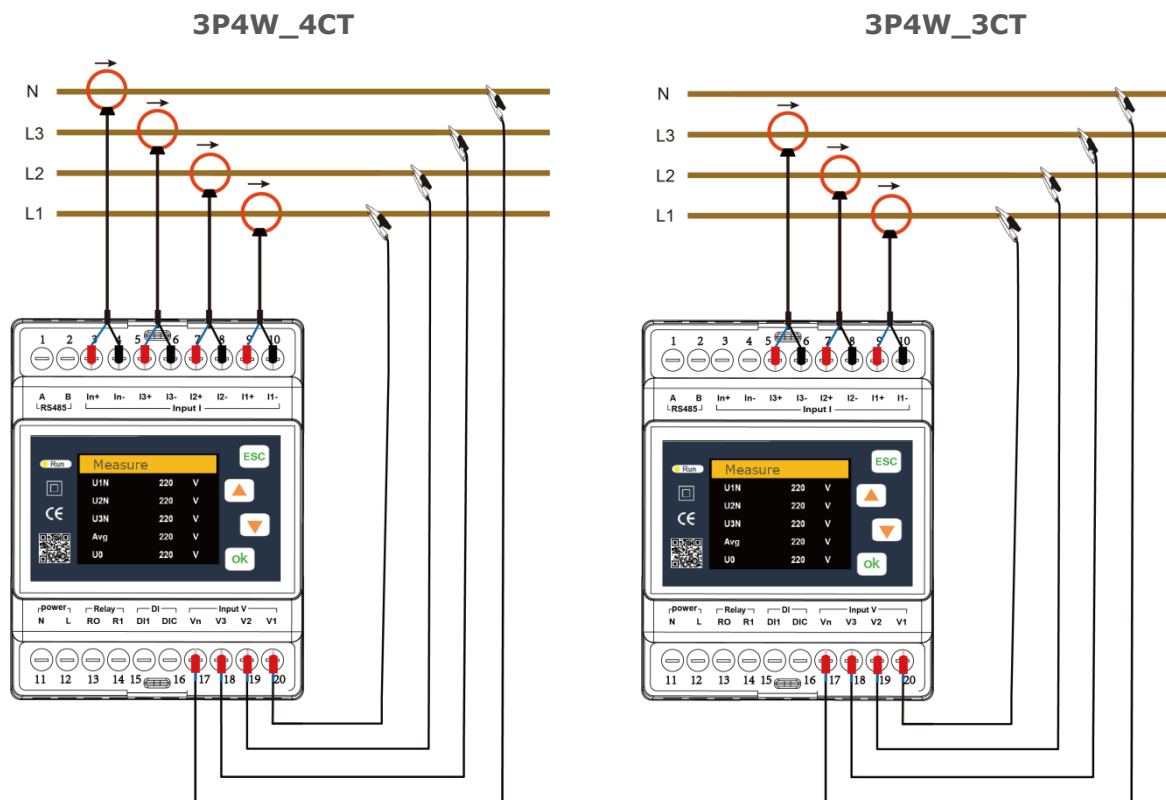 3P4W_4CT
N
L3
L2
L1
1 2 3 4 5 6 7 8 9 10
A B In+ In- I3+ I3- I2+ I2- I1+ I1-
RS485 Input I
Run
Measure
ESC
U1N 220 V
U2N 220 V
U3N 220 V
Avg 220 V
U0 220 V
CE
ok
power Relay DI Input V
N L RO R1 DI1 DIC Vn V3 V2 V1
11 12 13 14 15 16 17 18 19 20
3P4W_3CT
N
L3
L2
L1
1 2 3 4 5 6 7 8 9 10
A B In+ In- I3+ I3- I2+ I2- I1+ I1-
RS485 Input I
Run
Measure
ESC
U1N 220 V
U2N 220 V
U3N 220 V
Avg 220 V
U0 220 V
CE
ok
power Relay DI Input V
N L RO R1 DI1 DIC Vn V3 V2 V1
11 12 13 14 15 16 17 18 19 20